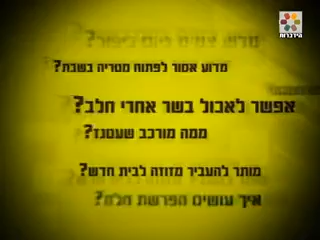 הידברות
מדוע אסור לפתוח מטריה בשבת?
אפשר לאכול בשר אחרי חלב?
ממה מורכב שעטנז?
מותר להעביר מזוזה לבית חדש?
איך עושים הפרשת חלה?